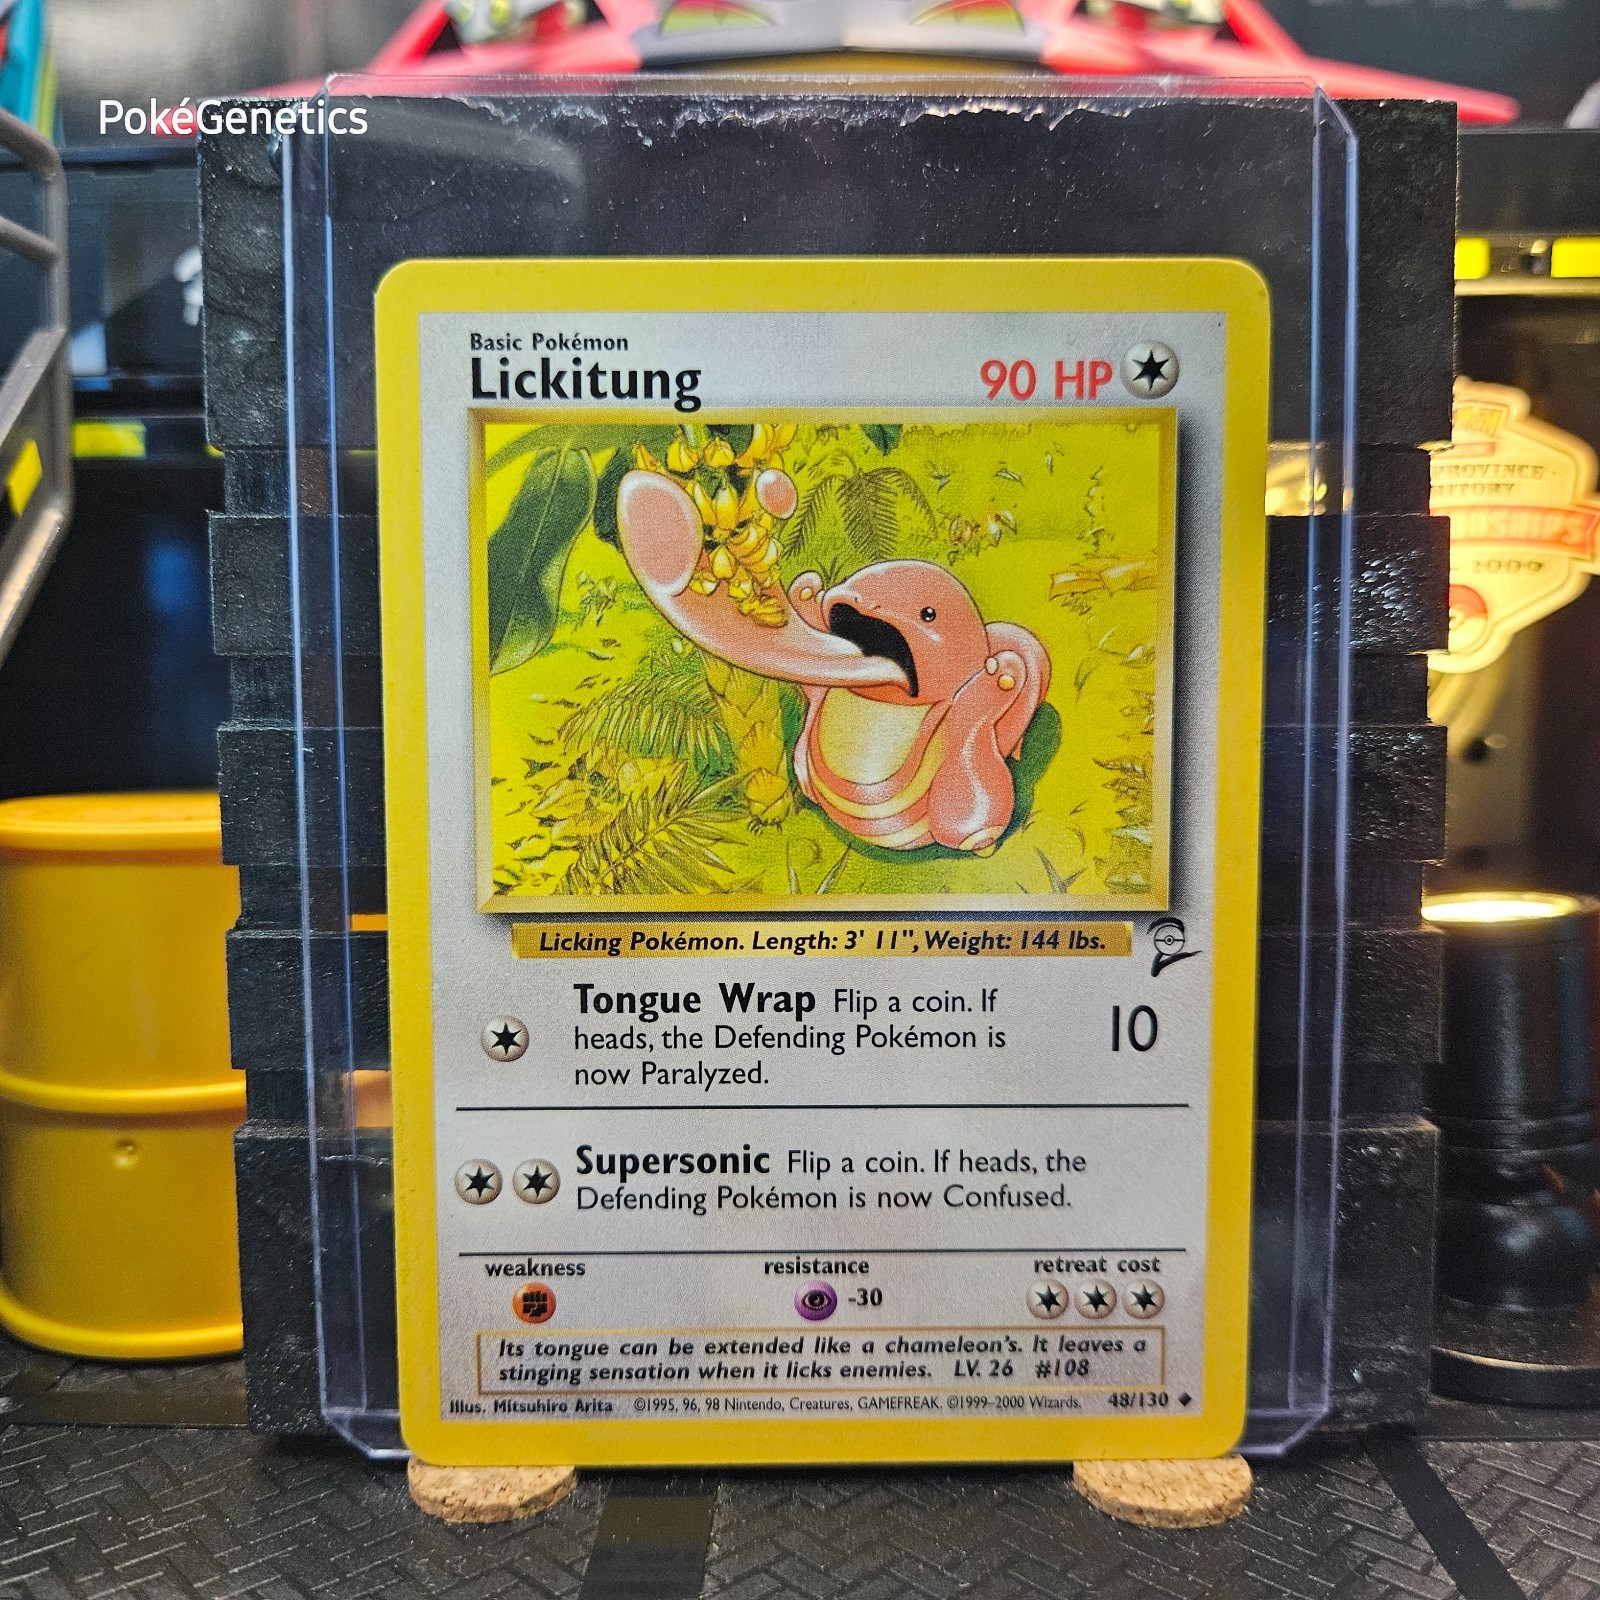 PokéGenetics
Basic Pokémon
Lickitung
90 HP
Licking Pokémon. Length: 3' 11", Weight: 144 lbs.
Tongue Wrap Flip a coin. If
heads, the Defending Pokémon is
now Paralyzed.
10
Supersonic Flip a coin. If heads, the
Defending Pokémon is now Confused.
weakness
resistance
retreat cost
-30
Its tongue can be extended like a chameleon's. It leaves a
stinging sensation when it licks enemies. LV. 26 #108
Illus. Mitsuhiro Arita ©1995, 96, 98 Nintendo, Creatures, GAMEFREAK. ©1999-2000 Wizards. 48/130
PROVINCE